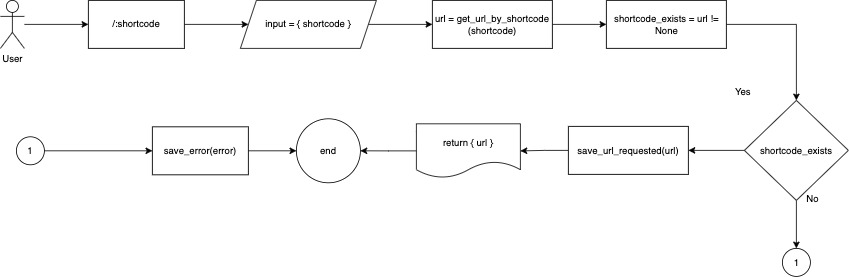 User
/:shortcode
input = { shortcode }
url = get_url_by_shortcode
(shortcode)
shortcode_exists = url !=
None
Yes
shortcode_exists
No
1
save_url_requested(url)
return { url }
end
save_error(error)
1